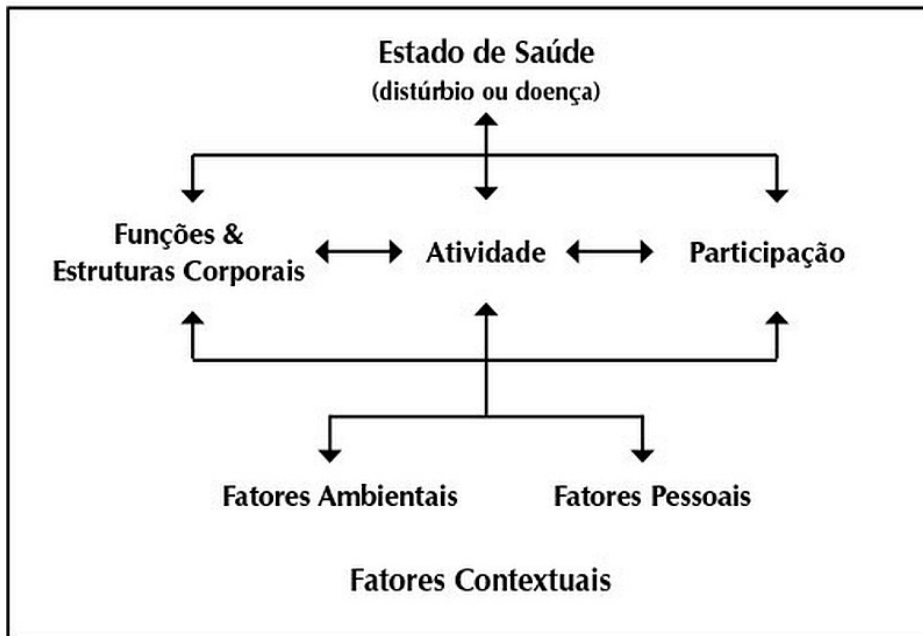 Estado de Saúde
(distúrbio ou doença)
Funções &
Estruturas Corporais
Atividade
Participação
Fatores Ambientais
Fatores Pessoais
Fatores Contextuais